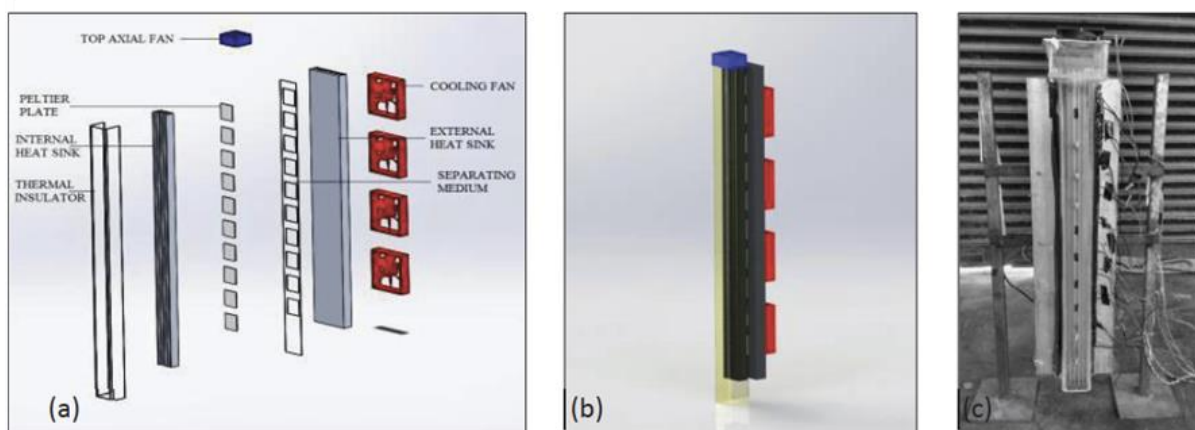 TOP AXIAL FAN
PELTIER
PLATE
INTERNAL
HEAT SINK
THERMAL
INSULATOR
COOLING FAN
EXTERNAL
HEAT SINK
SEPARATING
MEDIUM
(a)
(b)
(c)